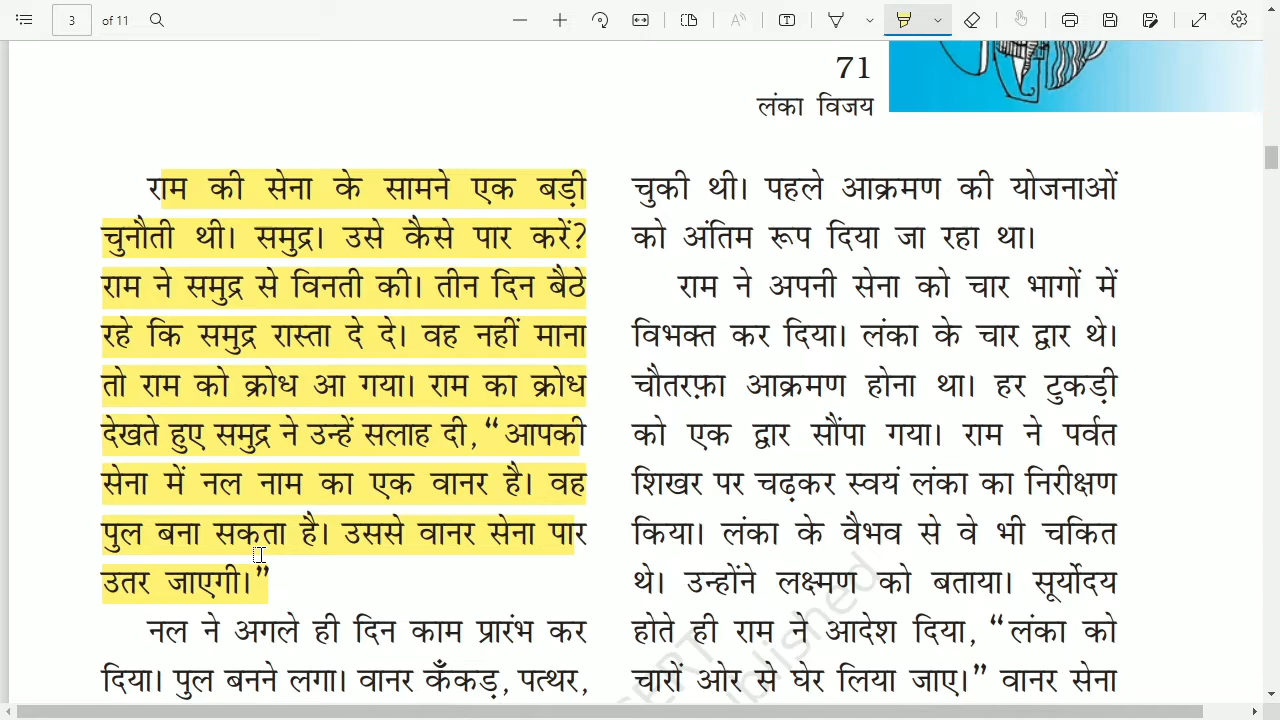 3 of 11
71
लंका विजय
राम की सेना के सामने एक बड़ी
चुनौती थी। समुद्र। उसे कैसे पार करें?
राम ने समुद्र से विनती की। तीन दिन बैठे
रहे कि समुद्र रास्ता दे दे। वह नहीं माना
तो राम को क्रोध आ गया। राम का क्रोध
देखते हुए समुद्र ने उन्हें सलाह दी, “आपकी
सेना में नल नाम का एक वानर है। वह
पुल बना सकता है। उससे वानर सेना पार
उतर जाएगी।”
नल ने अगले ही दिन काम प्रारंभ कर
दिया। पुल बनने लगा। वानर कँकड़, पत्थर,
चुकी थी। पहले आक्रमण की योजनाओं
को अंतिम रूप दिया जा रहा था।
राम ने अपनी सेना को चार भागों में
विभक्त कर दिया। लंका के चार द्वार थे।
चौतरफ़ा आक्रमण होना था। हर टुकड़ी
को एक द्वार सौंपा गया। राम ने पर्वत
शिखर पर चढ़कर स्वयं लंका का निरीक्षण
किया। लंका के वैभव से वे भी चकित
थे। उन्होंने लक्ष्मण को बताया। सूर्योदय
होते ही राम ने आदेश दिया, “लंका को
चारों ओर से घेर लिया जाए।” वानर सेना